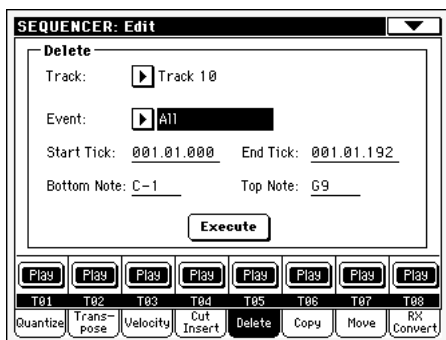 SEQUENCER: Edit
Delete
Track: Track 10
Event: All
Start Tick: 001.01.000 End Tick: 001.01.192
Bottom Note: C-1 Top Note: G9
Execute
Play Play Play Play Play Play Play Play
T01 T02 T03 T04 T05 T06 T07 T08
Quantize Trans-pose Velocity Cut Insert Delete Copy Move RX Convert